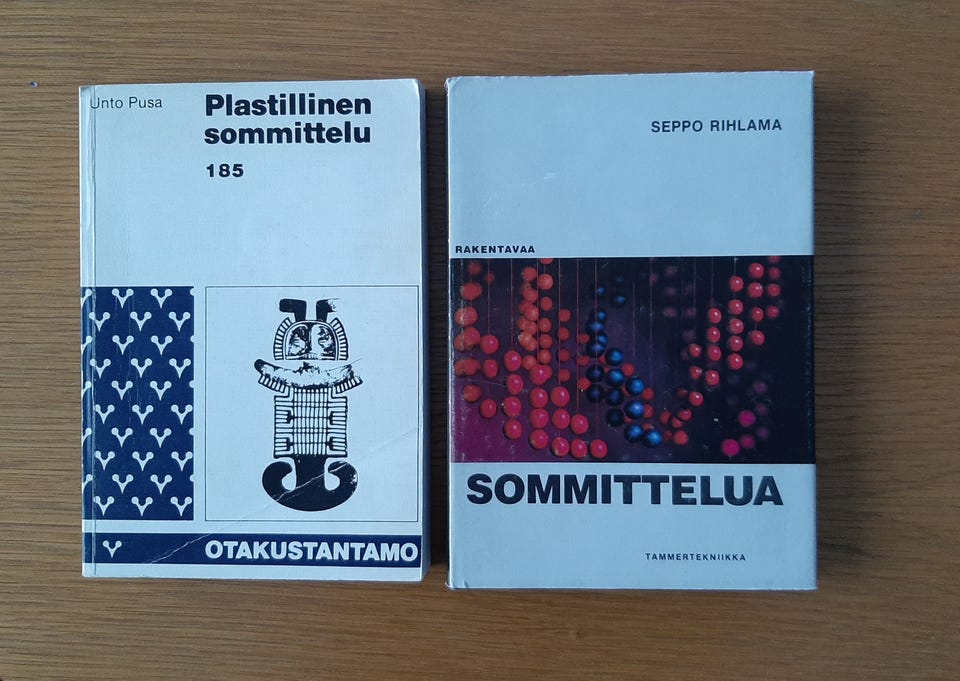 Unto Pusa
Plastillinen
sommittelu
185
OTAKUSTANTAMO
SEPPO RIHLAMA
RAKENTAVAA
SOMMITTELUA
TAMMERTEKNIIKKA